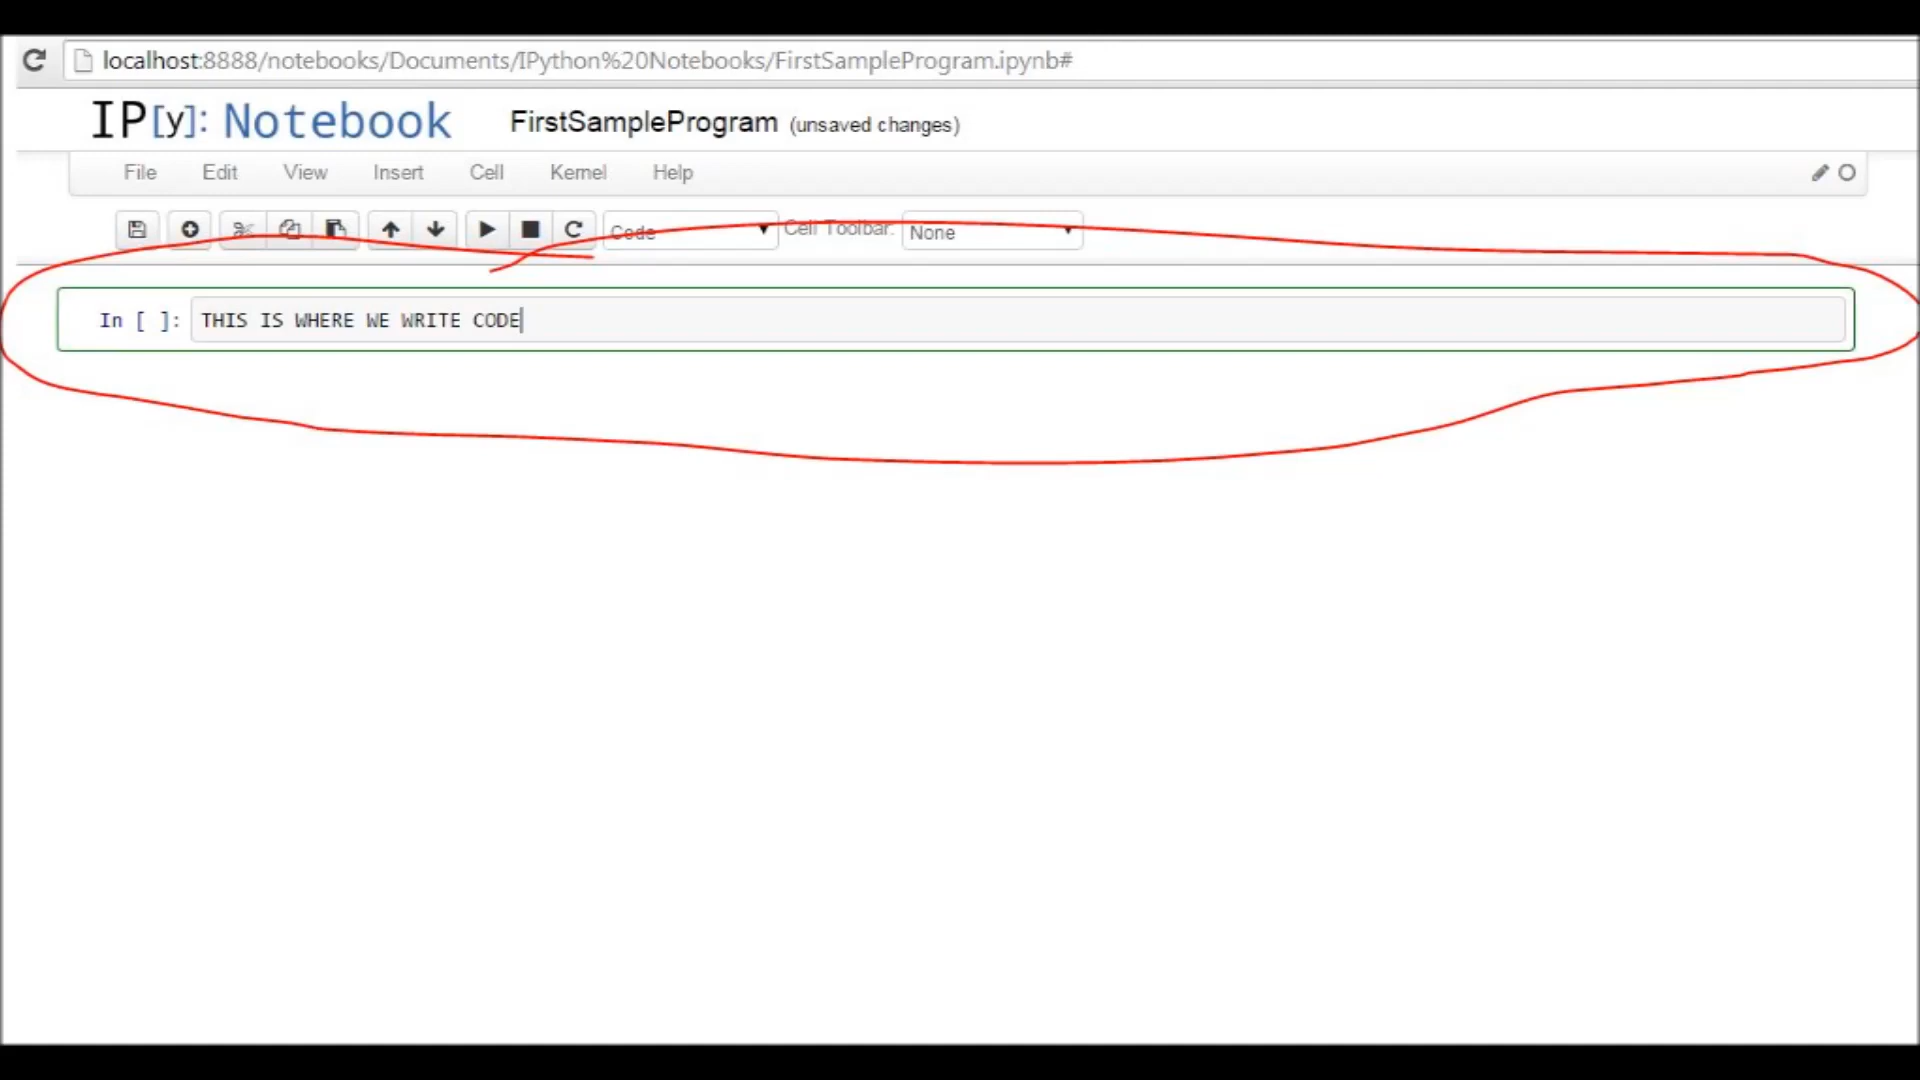 localhost:8888/notebooks/Documents/IPython%20Notebooks/FirstSampleProgram.ipynb#
IP[y]: Notebook FirstSampleProgram (unsaved changes)
File Edit View Insert Cell Kernel Help
Code Cell Toolbar: None
In [ ]: THIS IS WHERE WE WRITE CODE